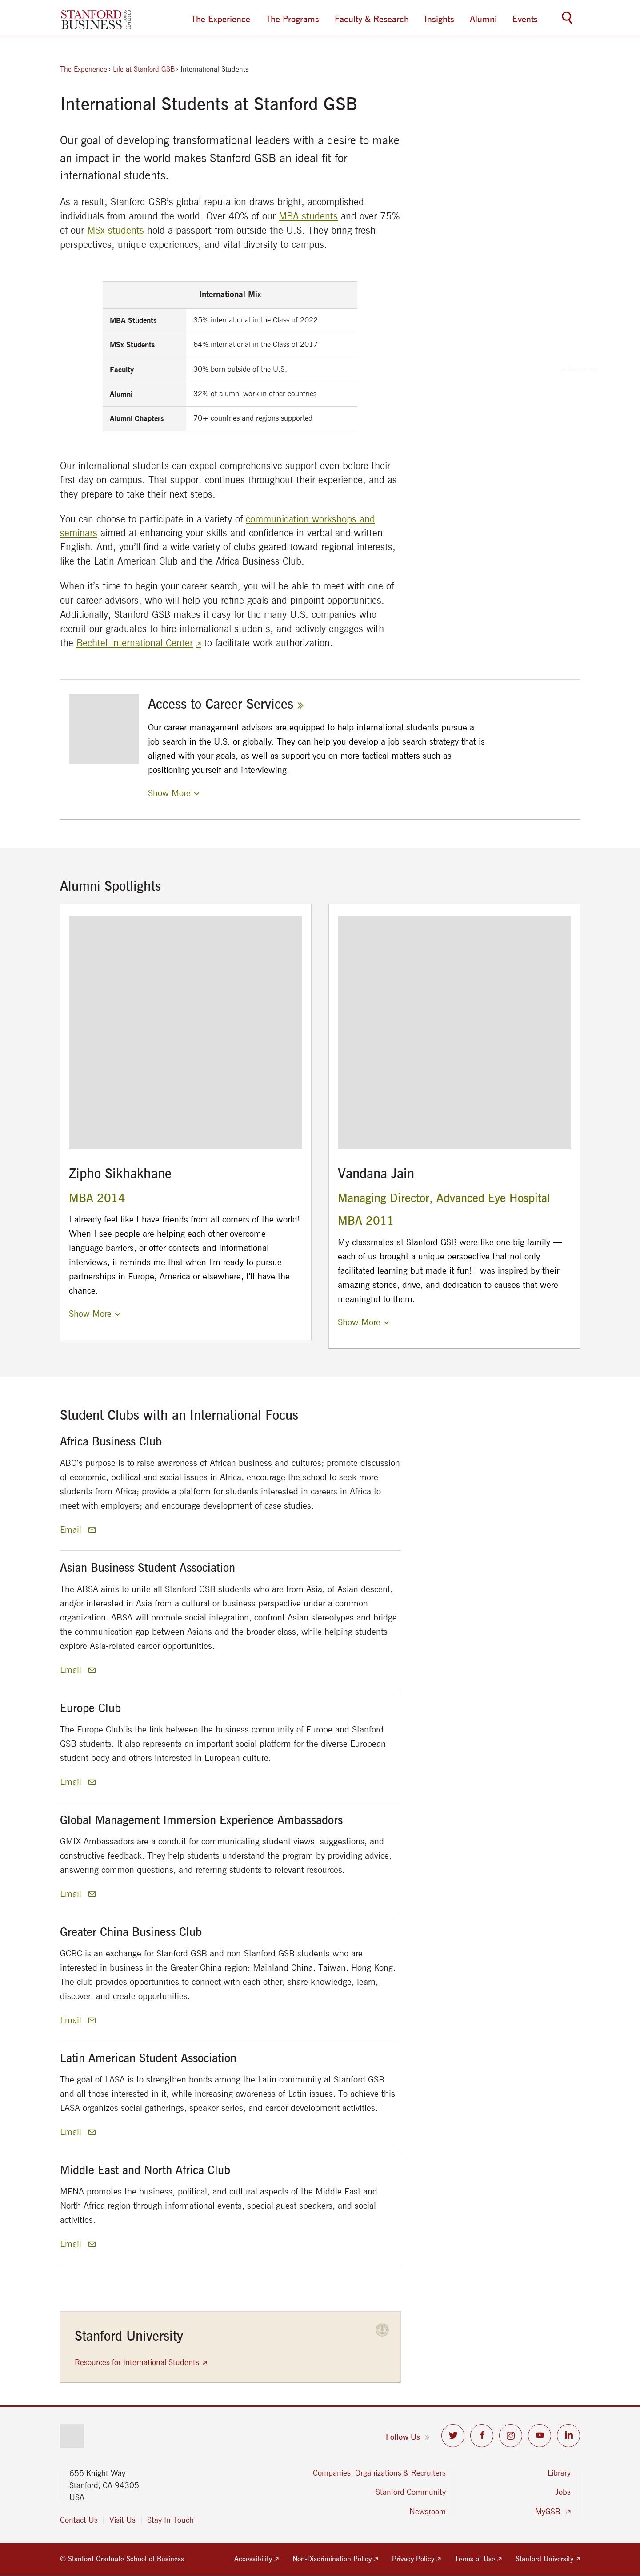 STANFORD
BUSINESS
The Experience The Programs Faculty & Research Insights Alumni Events
The Experience › Life at Stanford GSB › International Students
International Students at Stanford GSB
Our goal of developing transformational leaders with a desire to make
an impact in the world makes Stanford GSB an ideal fit for
international students.
As a result, Stanford GSB's global reputation draws bright, accomplished
individuals from around the world. Over 40% of our MBA students and over 75%
of our MSx students hold a passport from outside the U.S. They bring fresh
perspectives, unique experiences, and vital diversity to campus.
International Mix
MBA Students 35% international in the Class of 2022
MSx Students 64% international in the Class of 2017
Faculty 30% born outside of the U.S.
Alumni 32% of alumni work in other countries
Alumni Chapters 70+ countries and regions supported
Our international students can expect comprehensive support even before their
first day on campus. That support continues throughout their experience, and as
they prepare to take their next steps.
You can choose to participate in a variety of communication workshops and
seminars aimed at enhancing your skills and confidence in verbal and written
English. And, you'll find a wide variety of clubs geared toward regional interests,
like the Latin American Club and the Africa Business Club.
When it's time to begin your career search, you will be able to meet with one of
our career advisors, who will help you refine goals and pinpoint opportunities.
Additionally, Stanford GSB makes it easy for the many U.S. companies who
recruit our graduates to hire international students, and actively engages with
the Bechtel International Center to facilitate work authorization.
Access to Career Services »
Our career management advisors are equipped to help international students pursue a
job search in the U.S. or globally. They can help you develop a job search strategy that is
aligned with your goals, as well as support you on more tactical matters such as
positioning yourself and interviewing.
Show More
Alumni Spotlights
Zipho Sikhakhane
MBA 2014
I already feel like I have friends from all corners of the world!
When I see people are helping each other overcome
language barriers, or offer contacts and informational
interviews, it reminds me that when I'm ready to pursue
partnerships in Europe, America or elsewhere, I'll have the
chance.
Show More
Vandana Jain
Managing Director, Advanced Eye Hospital
MBA 2011
My classmates at Stanford GSB were like one big family —
each of us brought a unique perspective that not only
facilitated learning but made it fun! I was inspired by their
amazing stories, drive, and dedication to causes that were
meaningful to them.
Show More
Student Clubs with an International Focus
Africa Business Club
ABC's purpose is to raise awareness of African business and cultures; promote discussion
of economic, political and social issues in Africa; encourage the school to seek more
students from Africa; provide a platform for students interested in careers in Africa to
meet with employers; and encourage development of case studies.
Email
Asian Business Student Association
The ABSA aims to unite all Stanford GSB students who are from Asia, of Asian descent,
and/or interested in Asia from a cultural or business perspective under a common
organization. ABSA will promote social integration, confront Asian stereotypes and bridge
the communication gap between Asians and the broader class, while helping students
explore Asia-related career opportunities.
Email
Europe Club
The Europe Club is the link between the business community of Europe and Stanford
GSB students. It also represents an important social platform for the diverse European
student body and others interested in European culture.
Email
Global Management Immersion Experience Ambassadors
GMIX Ambassadors are a conduit for communicating student views, suggestions, and
constructive feedback. They help students understand the program by providing advice,
answering common questions, and referring students to relevant resources.
Email
Greater China Business Club
GCBC is an exchange for Stanford GSB and non-Stanford GSB students who are
interested in business in the Greater China region: Mainland China, Taiwan, Hong Kong.
The club provides opportunities to connect with each other, share knowledge, learn,
discover, and create opportunities.
Email
Latin American Student Association
The goal of LASA is to strengthen bonds among the Latin community at Stanford GSB
and all those interested in it, while increasing awareness of Latin issues. To achieve this
LASA organizes social gatherings, speaker series, and career development activities.
Email
Middle East and North Africa Club
MENA promotes the business, political, and cultural aspects of the Middle East and
North Africa region through informational events, special guest speakers, and social
activities.
Email
Stanford University
Resources for International Students
Follow Us »
655 Knight Way
Stanford, CA 94305
USA
Contact Us Visit Us Stay In Touch
Companies, Organizations & Recruiters
Stanford Community
Newsroom
Library
Jobs
MyGSB
© Stanford Graduate School of Business Accessibility Non-Discrimination Policy Privacy Policy Terms of Use Stanford University